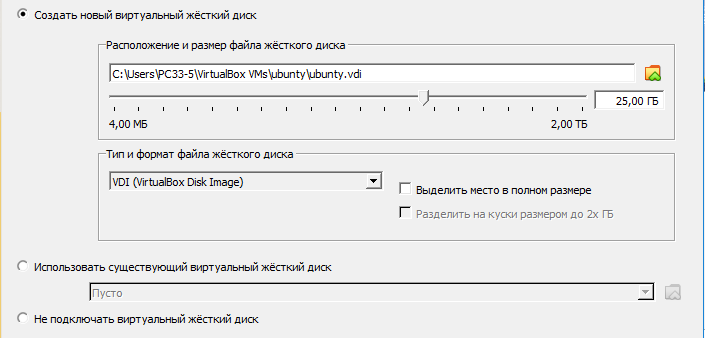 Создать новый виртуальный жёсткий диск
Расположение и размер файла жёсткого диска
C:\Users\PC33-5\VirtualBox VMs\ubunty\ubunty.vdi
25,00 ГБ
4,00 МБ 2,00 ТБ
Тип и формат файла жёсткого диска
VDI (VirtualBox Disk Image)
Выделить место в полном размере
Разделить на куски размером до 2х ГБ
Использовать существующий виртуальный жёсткий диск
Пусто
Не подключать виртуальный жёсткий диск